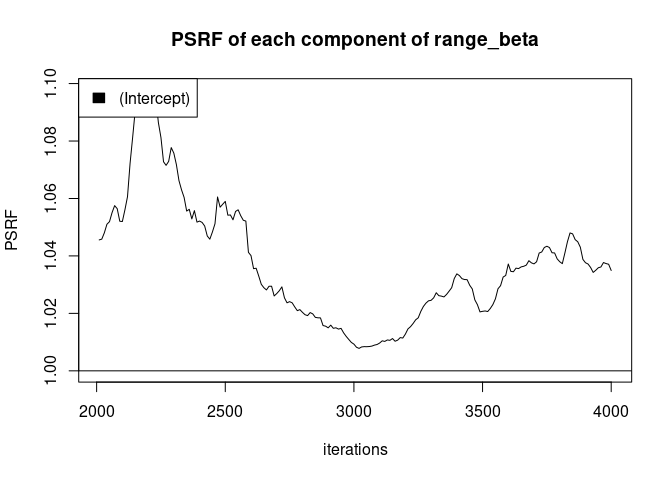 PSRF of each component of range_beta
(Intercept)
PSRF
1.10
1.08
1.06
1.04
1.02
1.00
2000 2500 3000 3500 4000
iterations